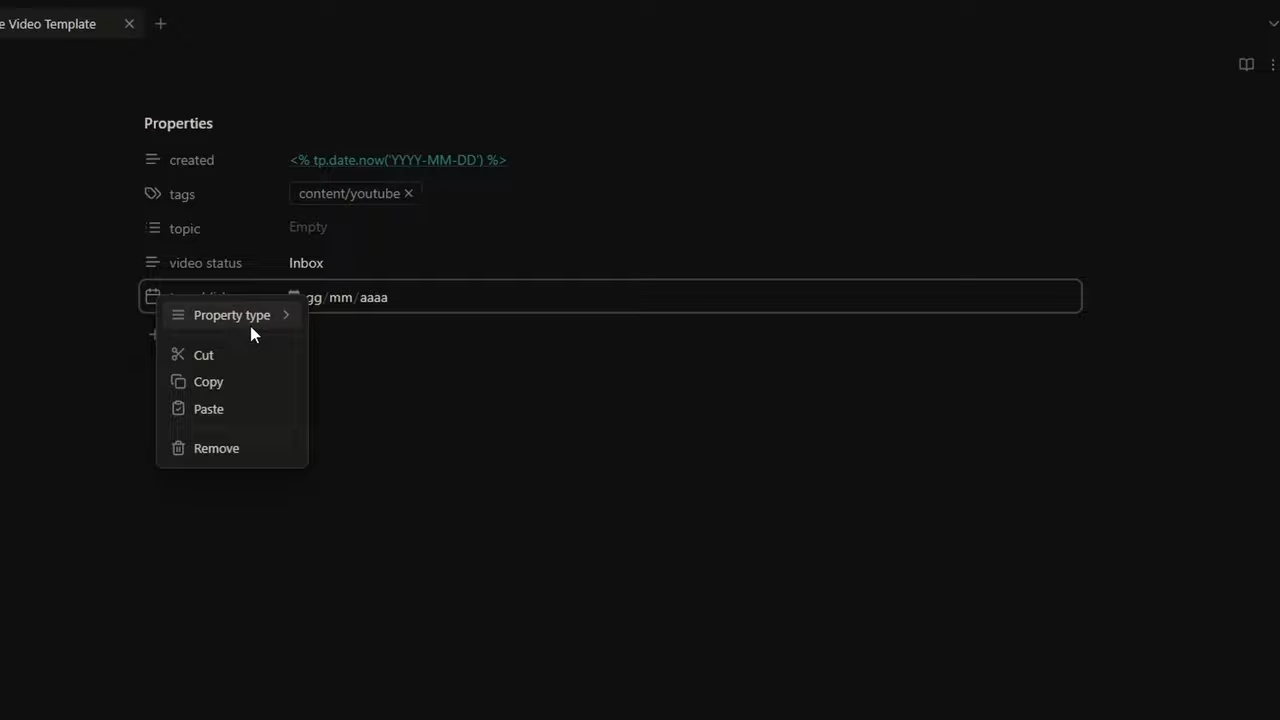 e Video Template
Properties
created <% tp.date.now('YYYY-MM-DD') %>
tags content/youtube
topic Empty
video status Inbox
gg/mm/aaaa
Property type
Cut
Copy
Paste
Remove